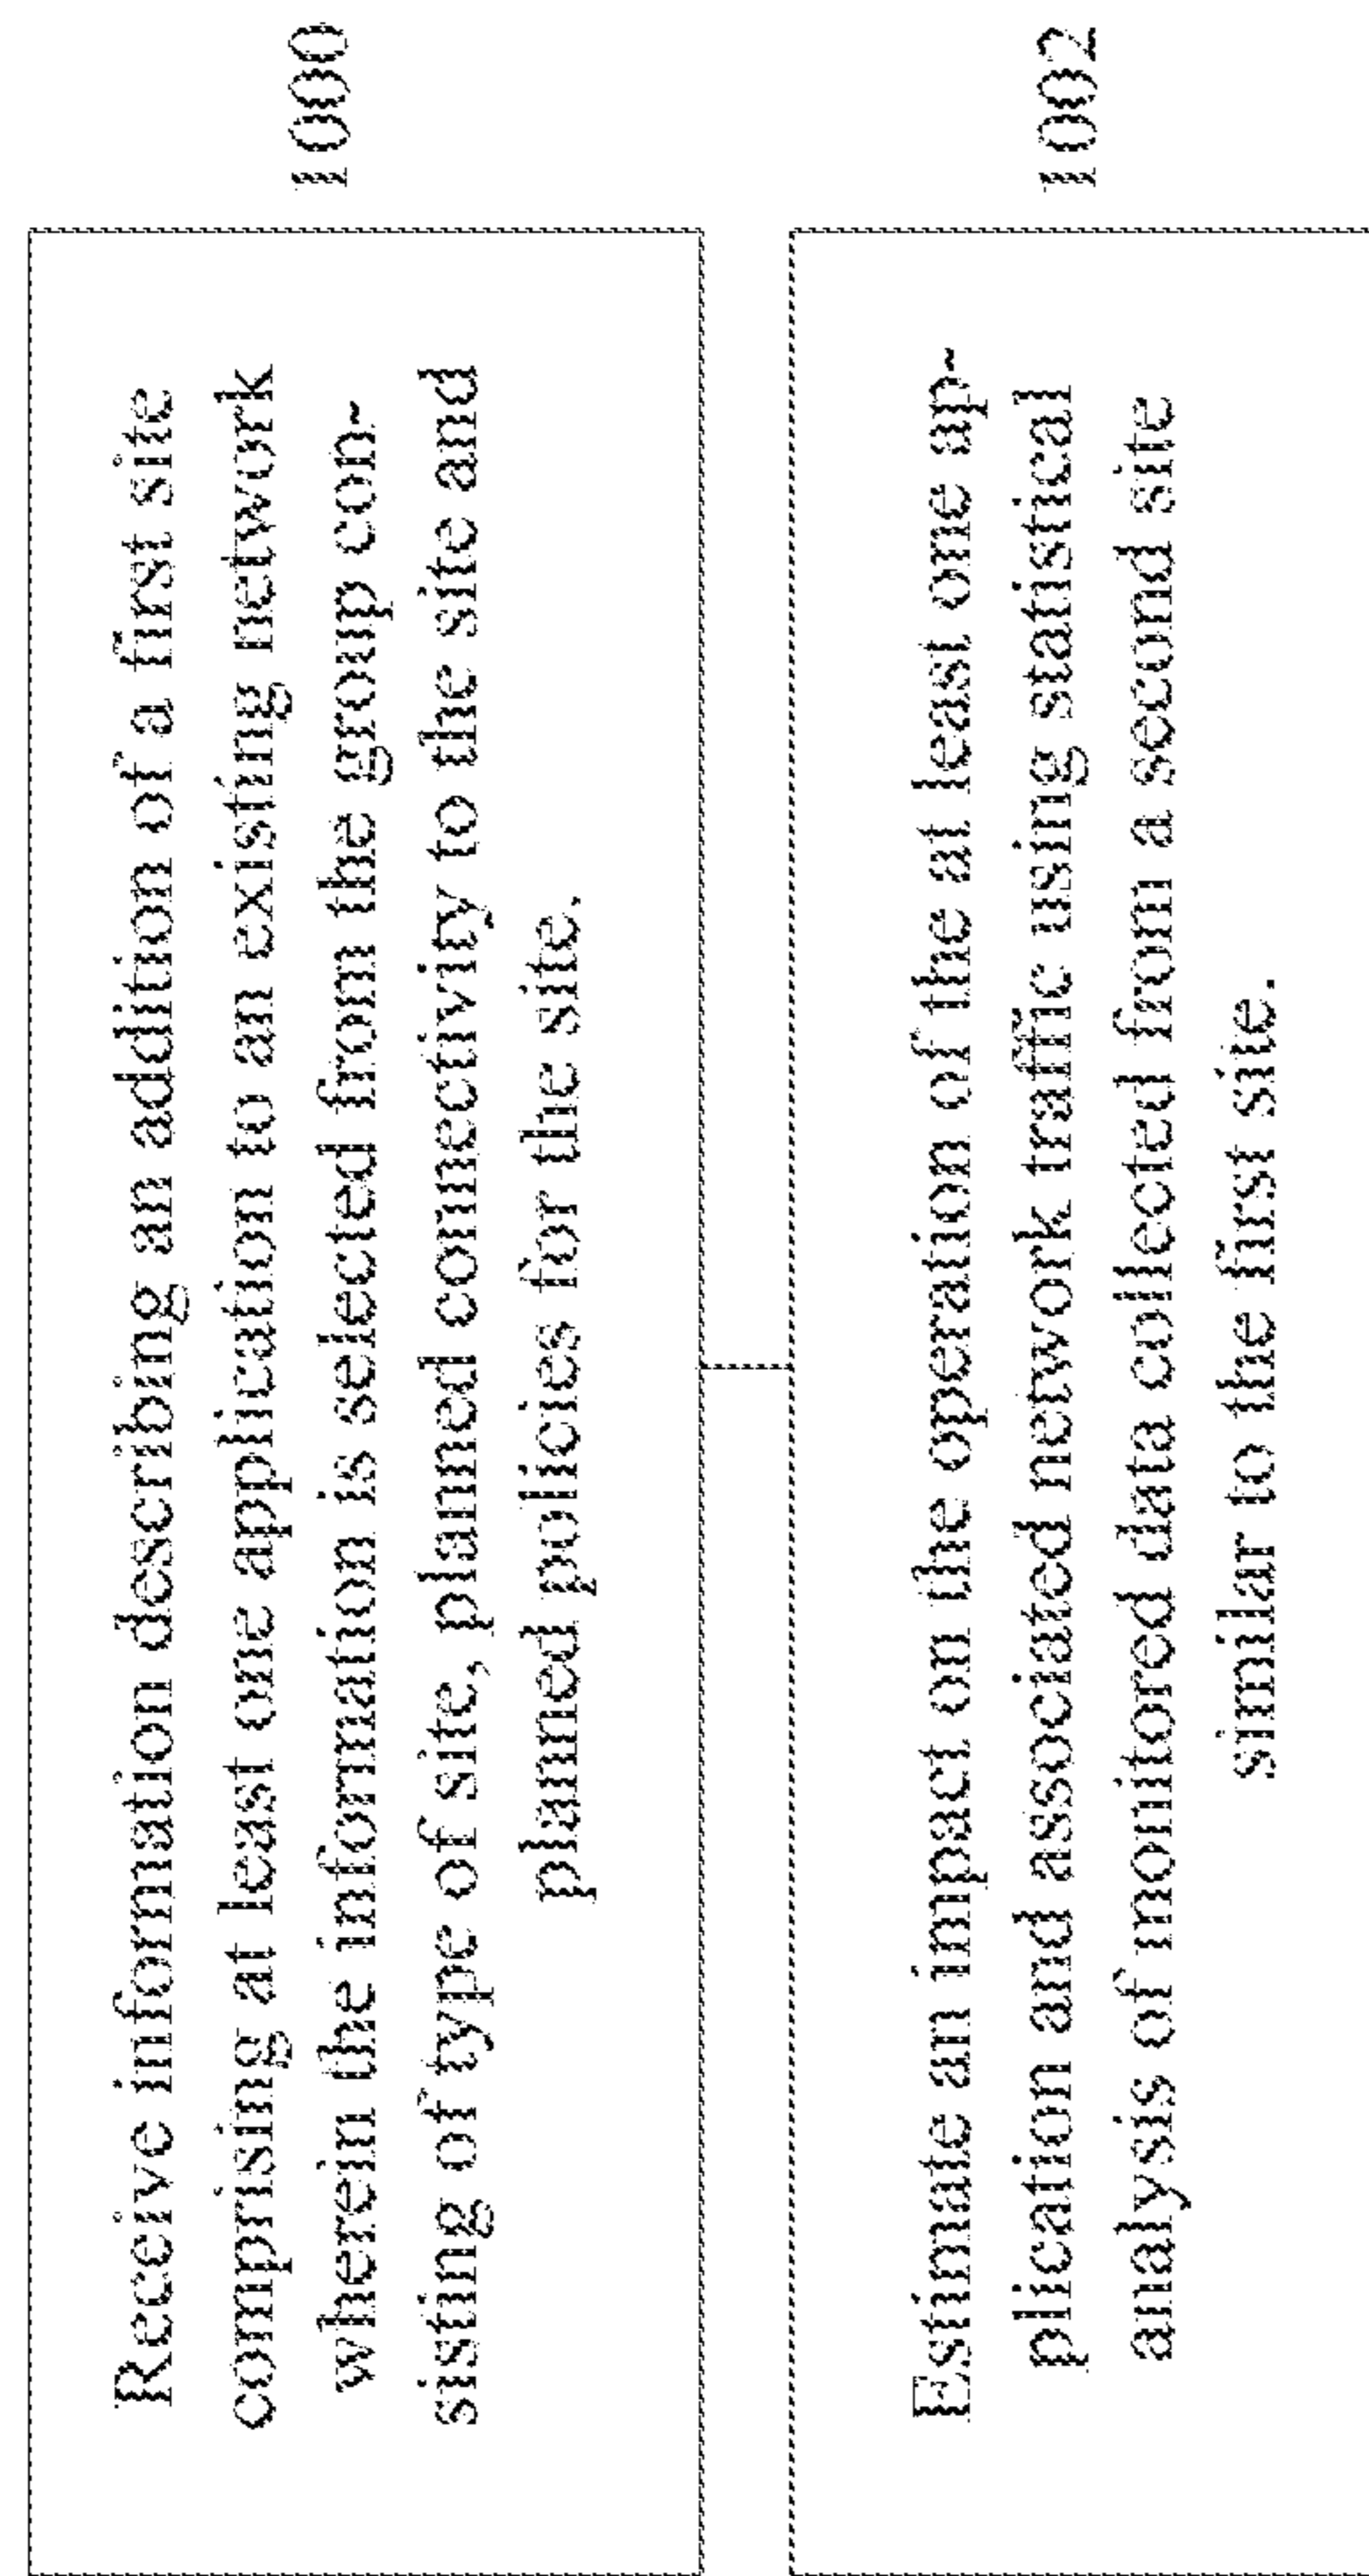 Receive information describing an addition of a first site
comprising at least one application to an existing network
wherein the information is selected from the group con-
sisting of type of site, planned connectivity to the site and
planned policies for the site.
1000
Estimate an impact on the operation of the at least one ap-
plication and associated network traffic using statistical
analysis of monitored data collected from a second site
similar to the first site.
1002